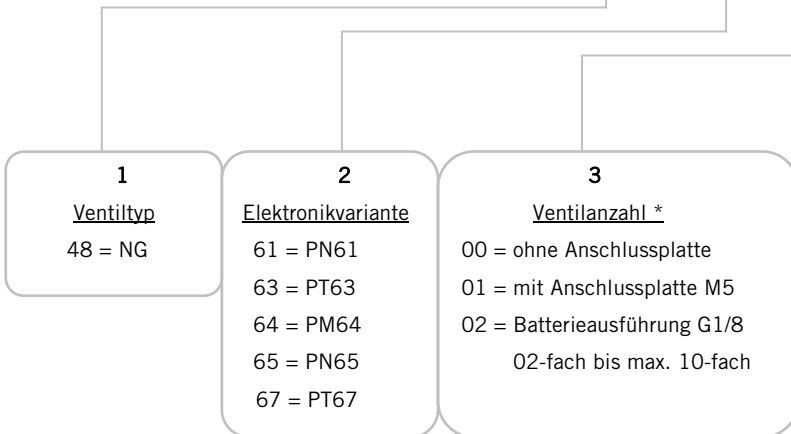 1
Ventiltyp
48 = NG
2
Elektronikvariante
61 = PN61
63 = PT63
64 = PM64
65 = PN65
67 = PT67
3
Ventilanzahl *
00 = ohne Anschlussplatte
01 = mit Anschlussplatte M5
02 = Batterieausführung G1/8
02-fach bis max. 10-fach